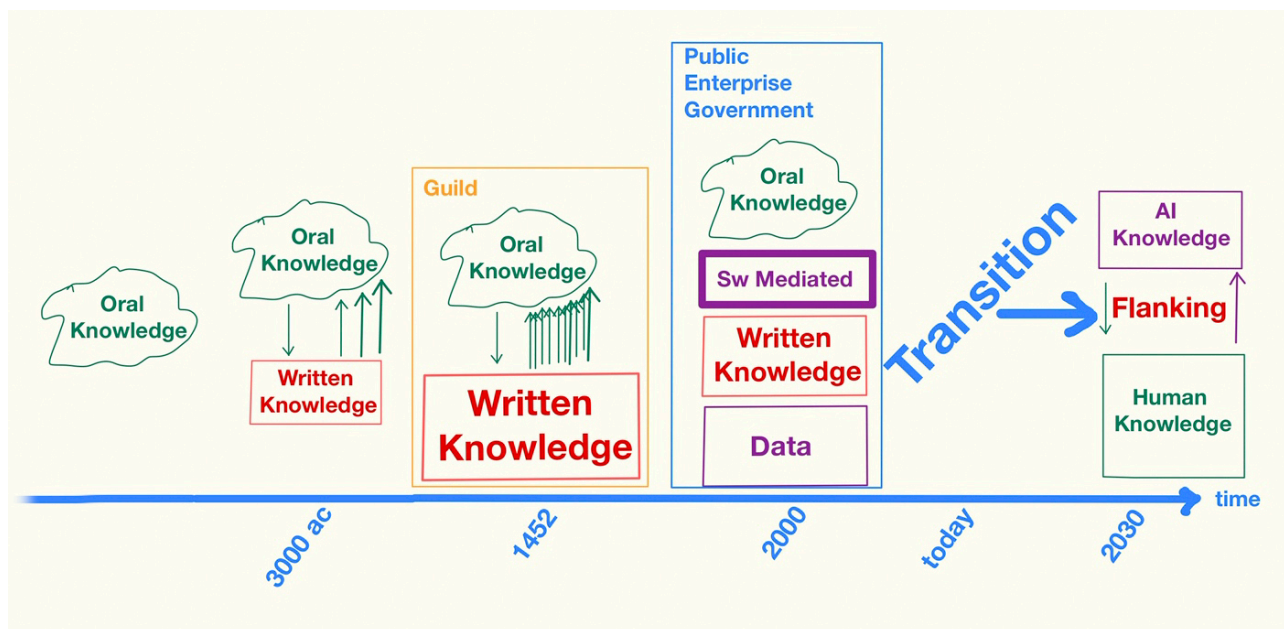 Oral
Knowledge
Oral
Knowledge
Written
Knowledge
Guild
Oral
Knowledge
Written
Knowledge
Public
Enterprise
Government
Oral
Knowledge
Sw Mediated
Written
Knowledge
Data
Transition
AI
Knowledge
Flanking
Human
Knowledge
time
3000 ac
1452
2000
today
2030